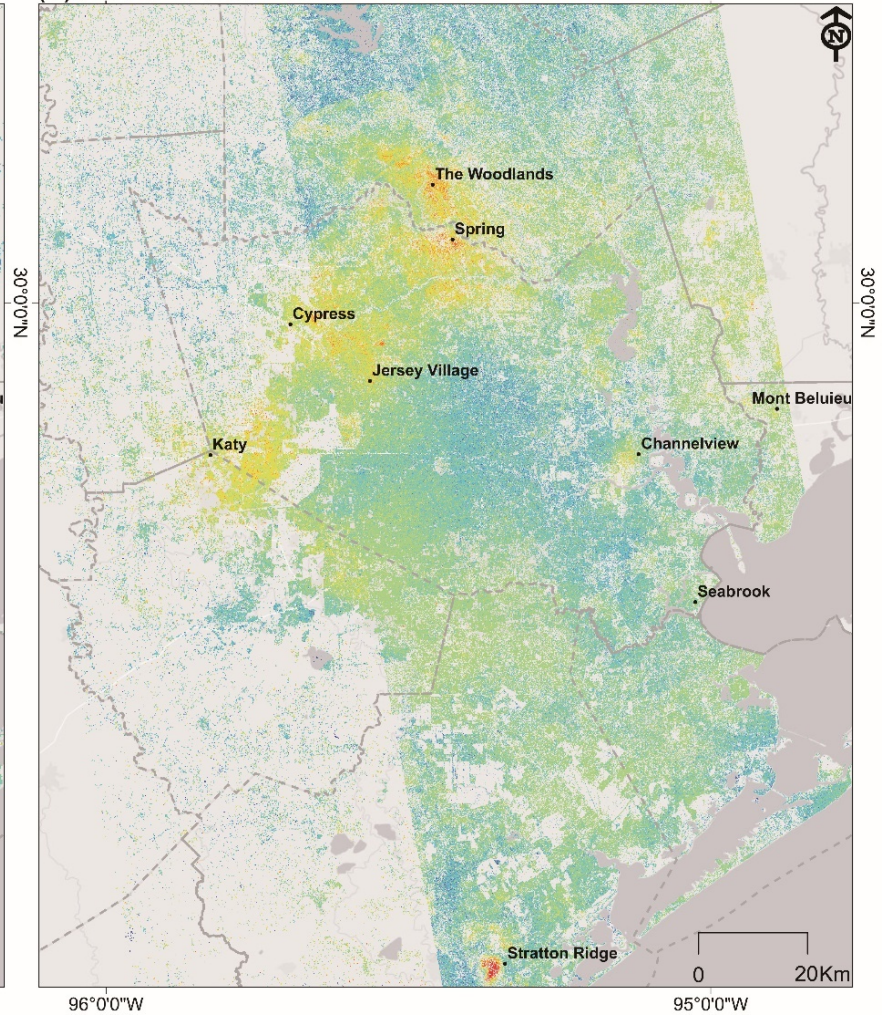 N
The Woodlands
Spring
30°0'0"N
30°0'0"N
Cypress
Jersey Village
Mont Beluieu
Katy
Channelview
Seabrook
Stratton Ridge
0 20Km
96°0'0"W 95°0'0"W